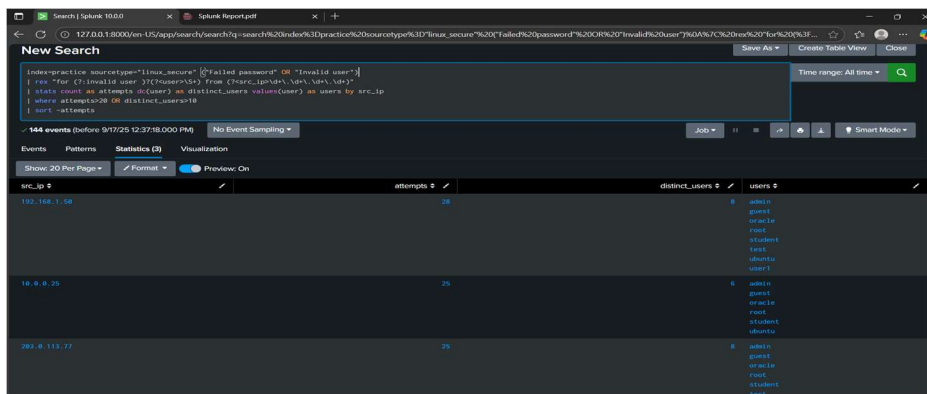 Search | Splunk 10.0.0
Splunk Report.pdf
127.0.0.1:8000/en-US/app/search/search?q=search%20index%3Dpractice%20sourcetype%3D"linux_secure"%20("Failed%20password"%20OR%20"Invalid%20user")%0A%7C%20rex%20"for%20(%3F...
New Search
Save As
Create Table View
Close
index=practice sourcetype="linux_secure" ("Failed password" OR "Invalid user")
| rex "for (?:invalid user )?(?<user>\S+) from (?<src_ip>\d+\.\d+\.\d+\.\d+)"
| stats count as attempts dc(user) as distinct_users values(user) as users by src_ip
| where attempts>20 OR distinct_users>10
| sort -attempts
Time range: All time
144 events (before 9/17/25 12:37:18.000 PM)
No Event Sampling
Job
Smart Mode
Events Patterns Statistics (3) Visualization
Show: 20 Per Page
Format
Preview: On
src_ip attempts distinct_users users
192.168.1.50 28 8 admin
guest
oracle
root
student
test
ubuntu
user1
10.0.0.25 25 6 admin
guest
oracle
root
student
ubuntu
203.0.113.77 25 8 admin
guest
oracle
root
student